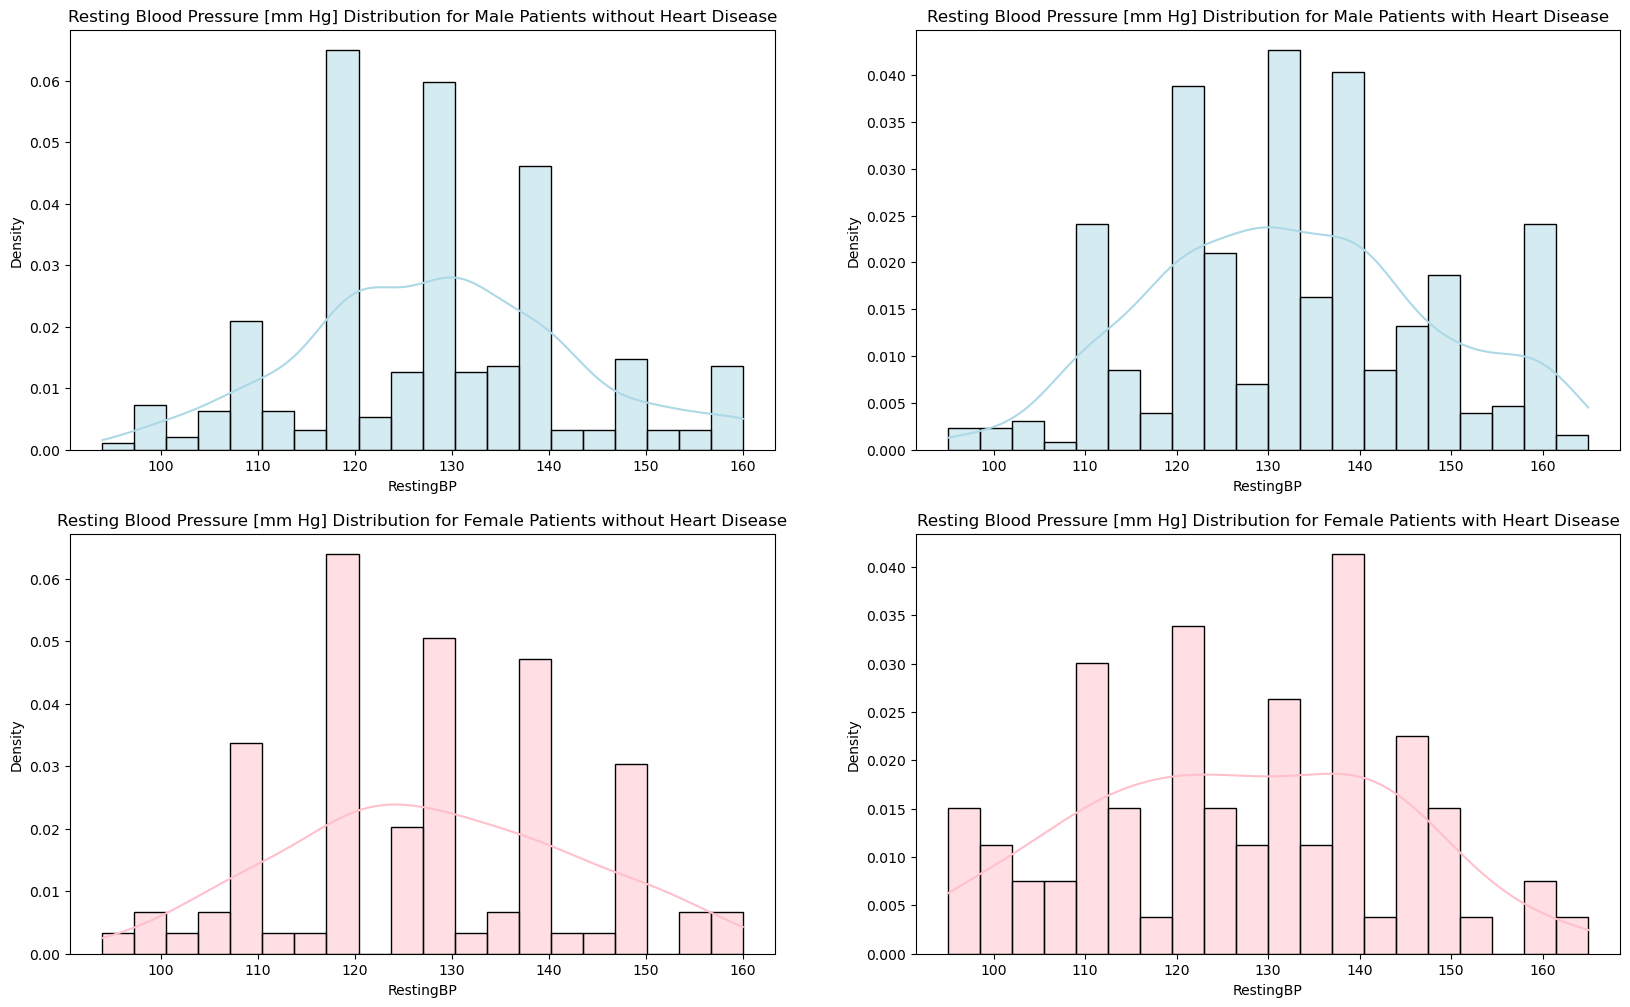 Resting Blood Pressure [mm Hg] Distribution for Male Patients without Heart Disease
0.06
0.05
0.04
0.03
0.02
0.01
0.00
Density
100 110 120 130 140 150 160
RestingBP
Resting Blood Pressure [mm Hg] Distribution for Male Patients with Heart Disease
0.040
0.035
0.030
0.025
0.020
0.015
0.010
0.005
0.000
Density
100 110 120 130 140 150 160
RestingBP
Resting Blood Pressure [mm Hg] Distribution for Female Patients without Heart Disease
0.06
0.05
0.04
0.03
0.02
0.01
0.00
Density
100 110 120 130 140 150 160
RestingBP
Resting Blood Pressure [mm Hg] Distribution for Female Patients with Heart Disease
0.040
0.035
0.030
0.025
0.020
0.015
0.010
0.005
0.000
Density
100 110 120 130 140 150 160
RestingBP